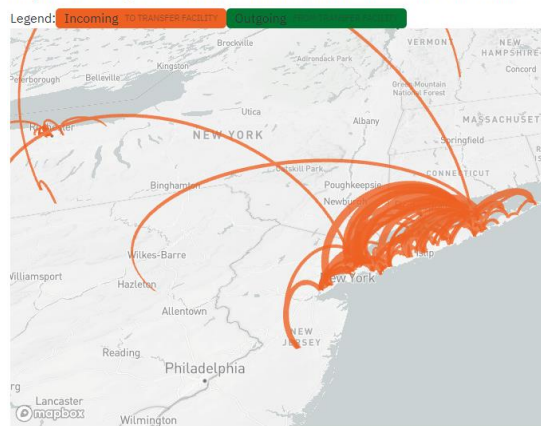 Legend: Incoming TO TRANSFER FACILITY Outgoing
Brockville
VERMONT
NEW
HAMPSHIRE
Kingston
Adirondack Park
Concord
Peterborough
Belleville
Green Mountain
National Forest
Utica
MASSACHUSET
NEW YORK
Albany
Springfield
CONNECTICUT
Catskill Park
Binghamton
Poughkeepsie
Wilkes-Barre
Williamsport
Hazleton
New York
Allentown
NEW
JERSEY
Reading
Philadelphia
Lancaster
mapbox
Wilmington